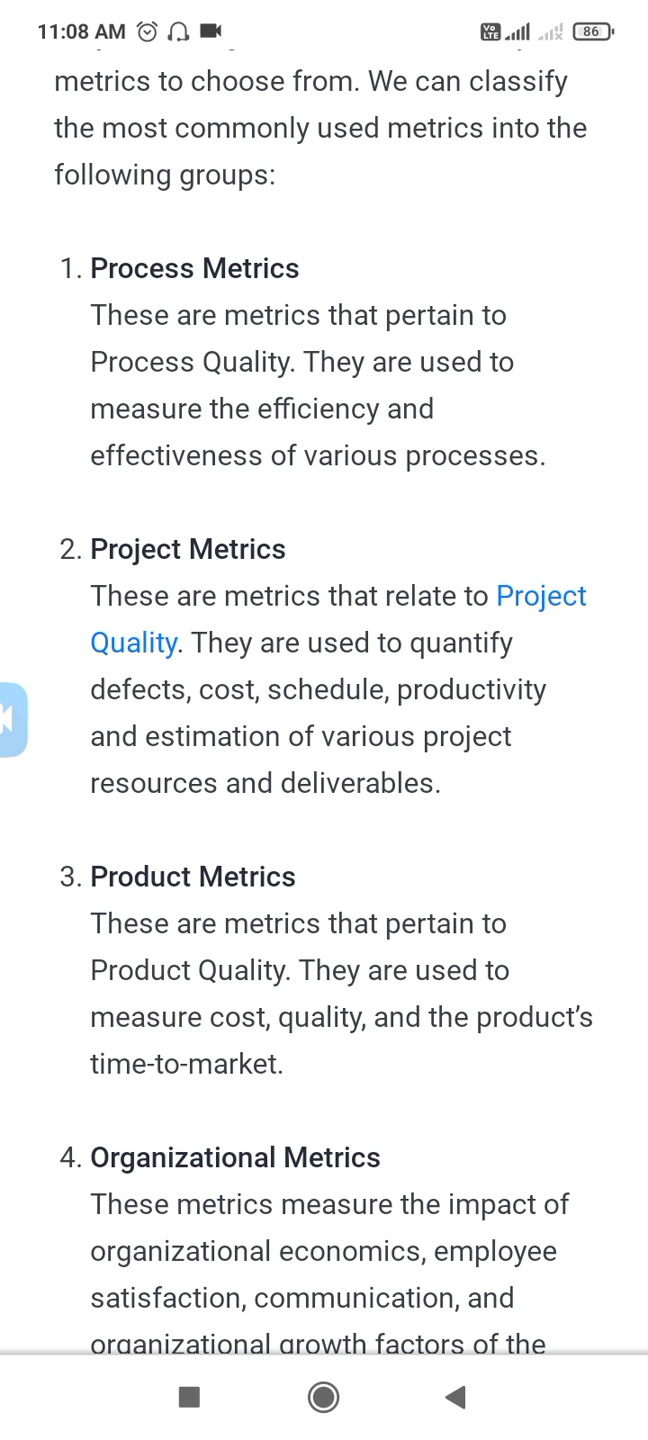 11:08 AM
Vo LTE 86
metrics to choose from. We can classify
the most commonly used metrics into the
following groups:
1. Process Metrics
These are metrics that pertain to
Process Quality. They are used to
measure the efficiency and
effectiveness of various processes.
2. Project Metrics
These are metrics that relate to Project
Quality. They are used to quantify
defects, cost, schedule, productivity
and estimation of various project
resources and deliverables.
3. Product Metrics
These are metrics that pertain to
Product Quality. They are used to
measure cost, quality, and the product’s
time-to-market.
4. Organizational Metrics
These metrics measure the impact of
organizational economics, employee
satisfaction, communication, and
organizational growth factors of the